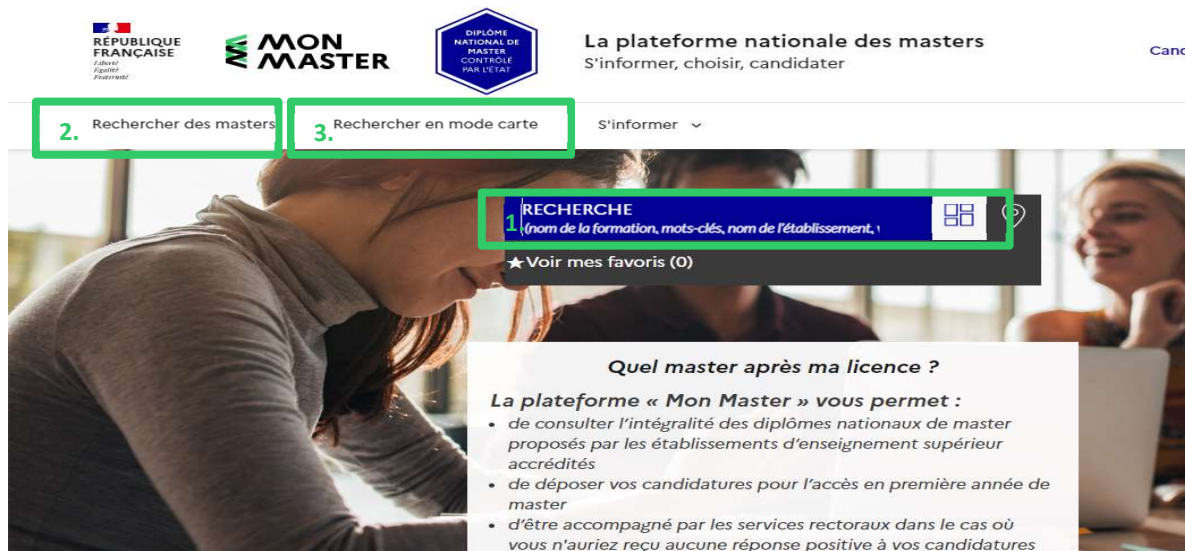 RÉPUBLIQUE
FRANÇAISE
Liberté
Égalité
Fraternité
MON
MASTER
DIPLÔME
NATIONAL DE
MASTER
CONTRÔLÉ
PAR L'ÉTAT
La plateforme nationale des masters
S'informer, choisir, candidater
Cand
2. Rechercher des masters
3. Rechercher en mode carte
S'informer
1. RECHERCHE
(nom de la formation, mots-clés, nom de l'établissement,
Voir mes favoris (0)
Quel master après ma licence ?
La plateforme « Mon Master » vous permet :
• de consulter l'intégralité des diplômes nationaux de master
proposés par les établissements d'enseignement supérieur
accrédités
• de déposer vos candidatures pour l'accès en première année de
master
• d'être accompagné par les services rectoraux dans le cas où
vous n'auriez reçu aucune réponse positive à vos candidatures